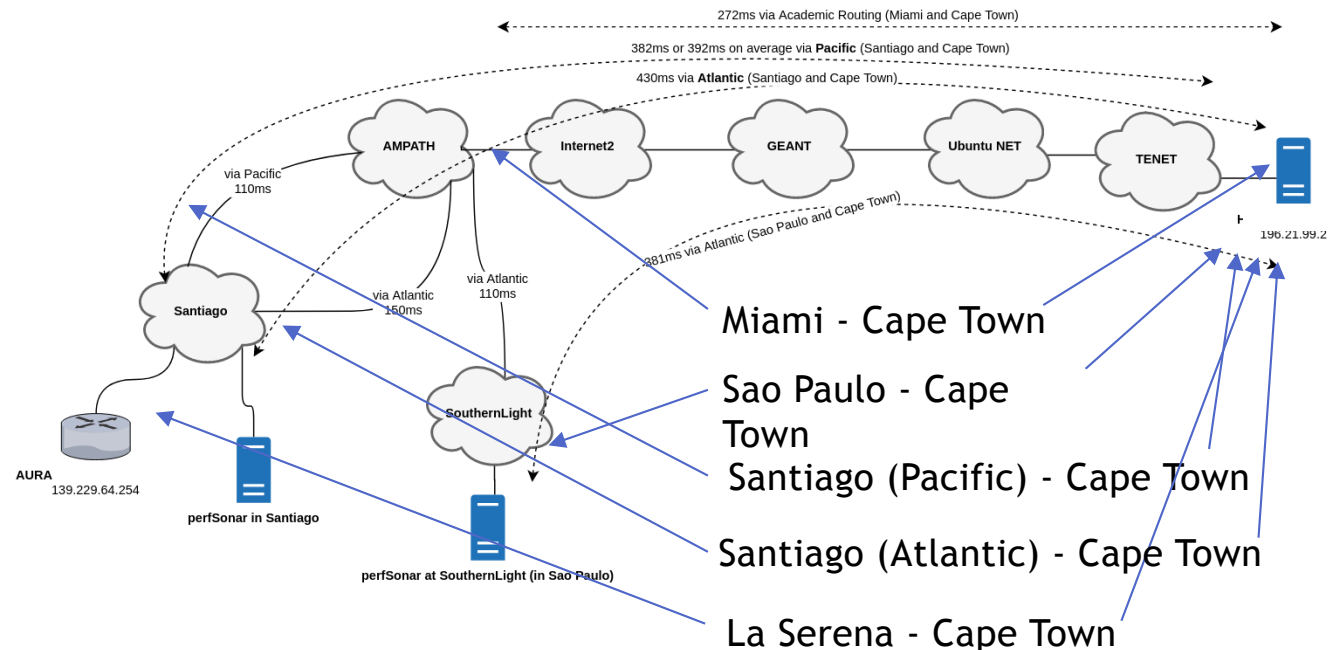 272ms via Academic Routing (Miami and Cape Town)
382ms or 392ms on average via Pacific (Santiago and Cape Town)
430ms via Atlantic (Santiago and Cape Town)
AMPATH
Internet2
GEANT
Ubuntu NET
TENET
via Pacific
110ms
381ms via Atlantic (Sao Paulo and Cape Town)
196.21.99.2
via Atlantic
110ms
via Atlantic
150ms
Santiago
Miami - Cape Town
Sao Paulo - Cape
Town
SouthernLight
Santiago (Pacific) - Cape Town
AURA
139.229.64.254
perfSonar in Santiago
Santiago (Atlantic) - Cape Town
perfSonar at SouthernLight (in Sao Paulo)
La Serena - Cape Town